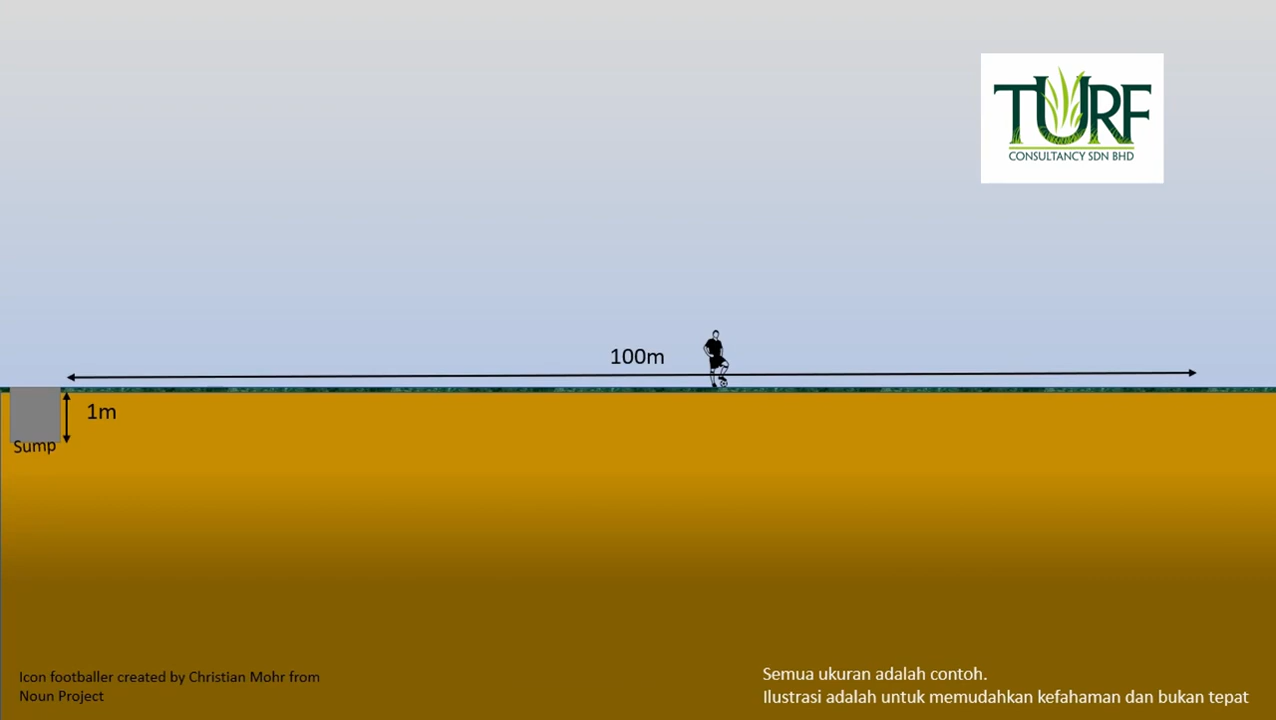 TURF
CONSULTANCY SDN BHD
100m
1m
Sump
Icon footballer created by Christian Mohr from
Noun Project
Semua ukuran adalah contoh.
Ilustrasi adalah untuk memudahkan kefahaman dan bukan tepat